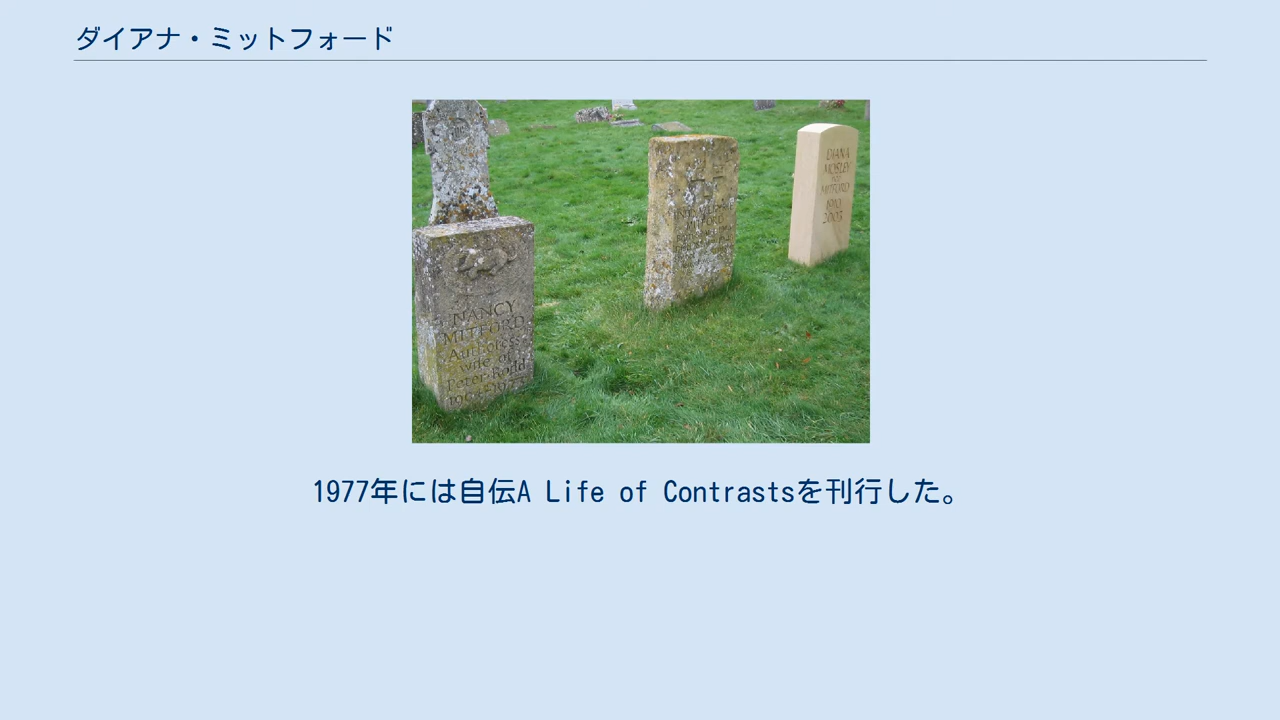 ダイアナ・ミットフォード
DIANA
MOSLEY
MITFORD
1910
2003
NANCY
MITFORD
Authoress
wife of
Peter Rodd
1977年には自伝A Life of Contrastsを刊行した。